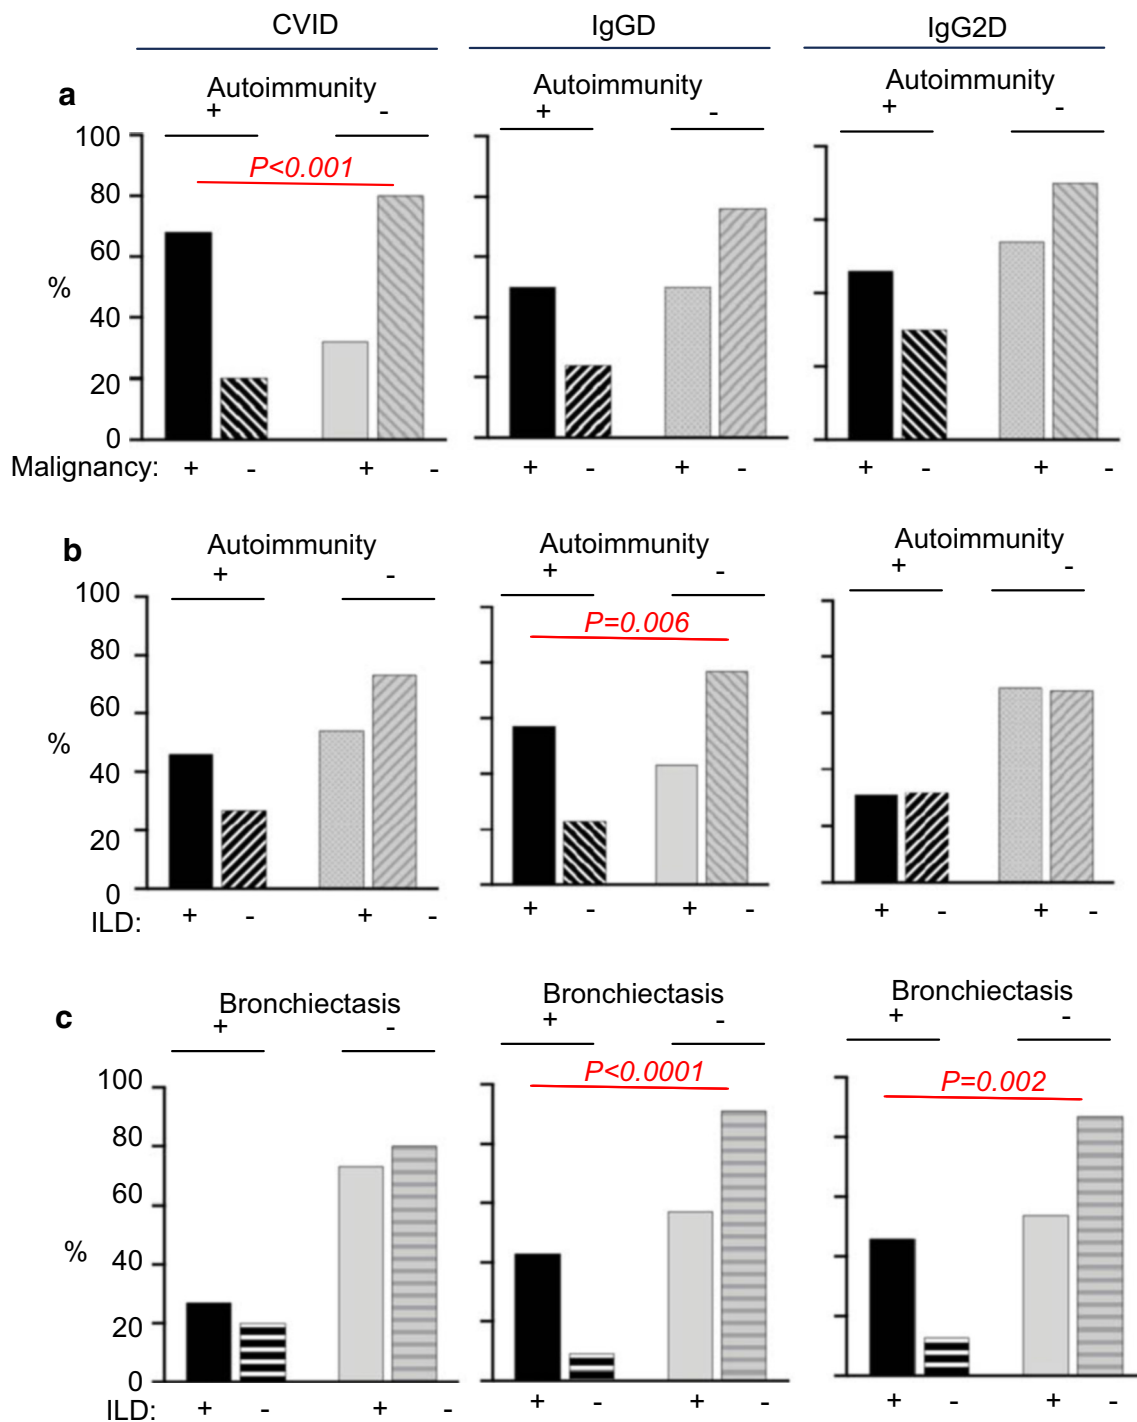 CVID IgGD IgG2D
a Autoimmunity Autoimmunity Autoimmunity
+ - + - + -
100
P<0.001
80
60
%
40
20
0
Malignancy: + - + - + - + - + - + -
b Autoimmunity Autoimmunity Autoimmunity
+ - + - + -
100
P=0.006
80
60
%
40
20
0
ILD: + - + - + - + - + - + -
c Bronchiectasis Bronchiectasis Bronchiectasis
+ - + - + -
100 P<0.0001 P=0.002
80
60
%
40
20
0
ILD: + - + - + - + - + - + -